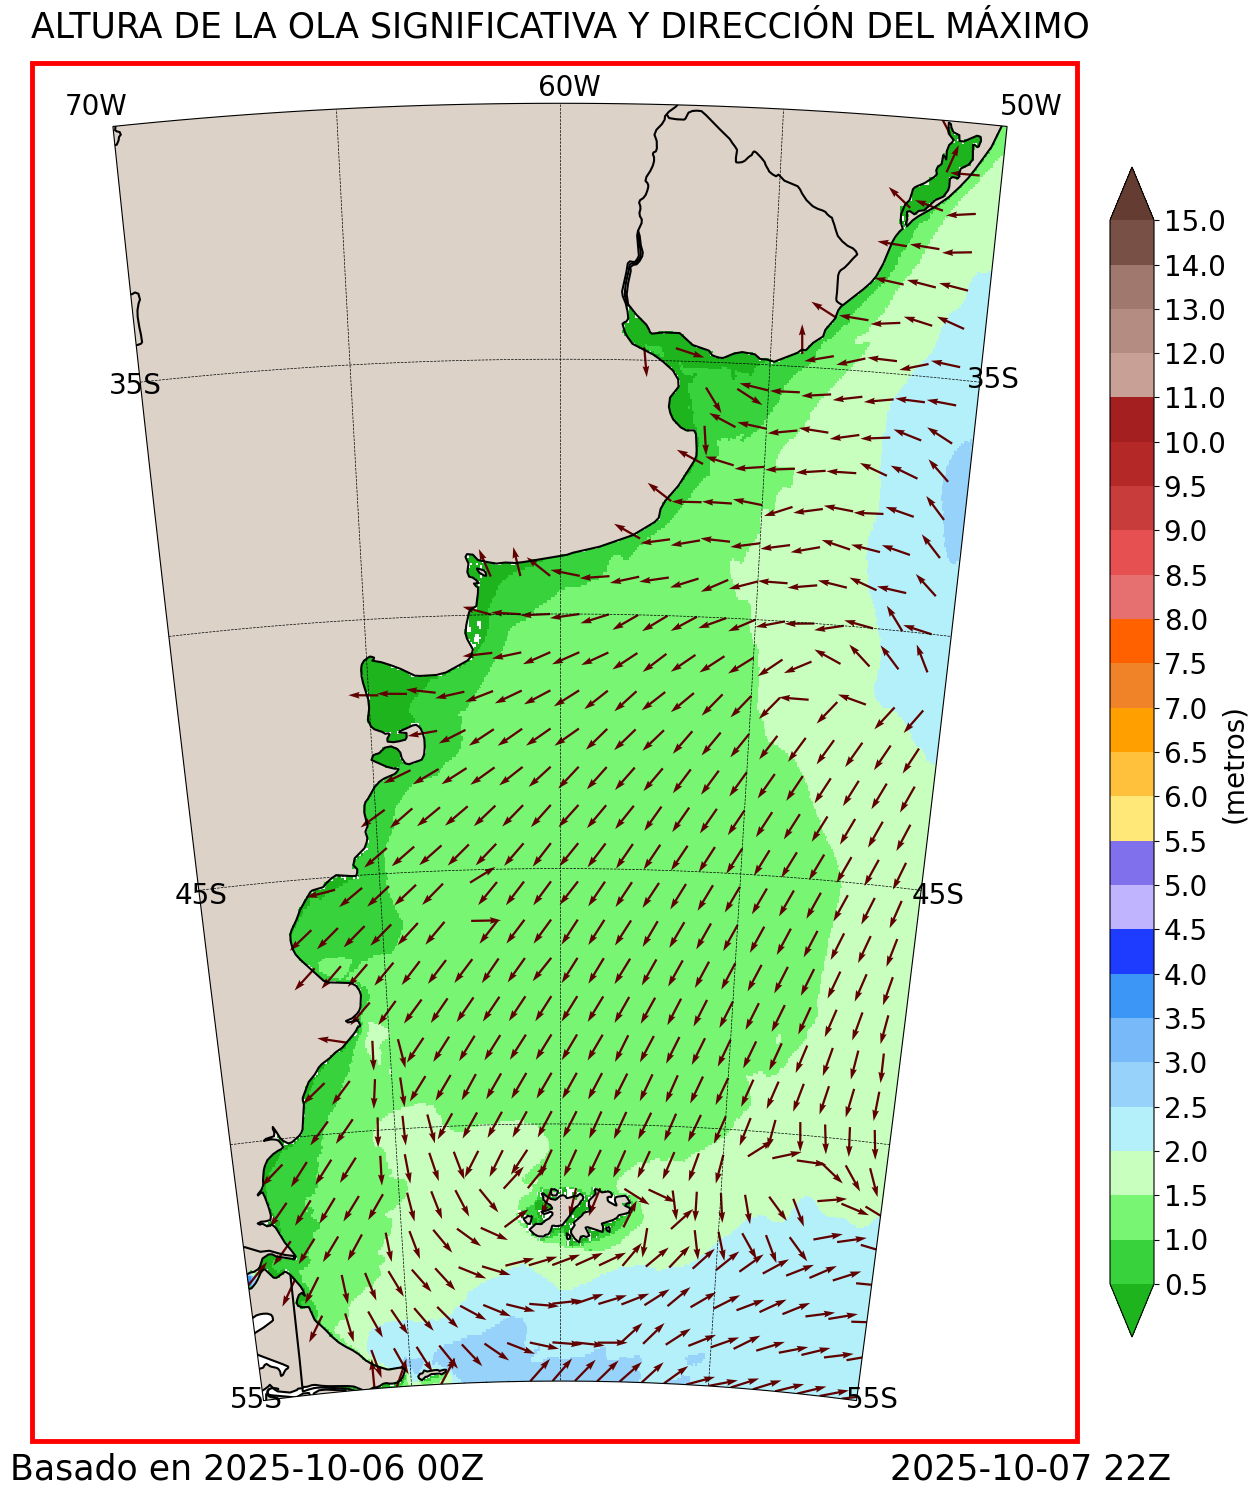 ALTURA DE LA OLA SIGNIFICATIVA Y DIRECCIÓN DEL MÁXIMO
70W
60W
50W
35S
35S
45S
45S
55S
55S
15.0
14.0
13.0
12.0
11.0
10.0
9.5
9.0
8.5
8.0
7.5
7.0
6.5
6.0
5.5
5.0
4.5
4.0
3.5
3.0
2.5
2.0
1.5
1.0
0.5
(metros)
Basado en 2025-10-06 00Z
2025-10-07 22Z